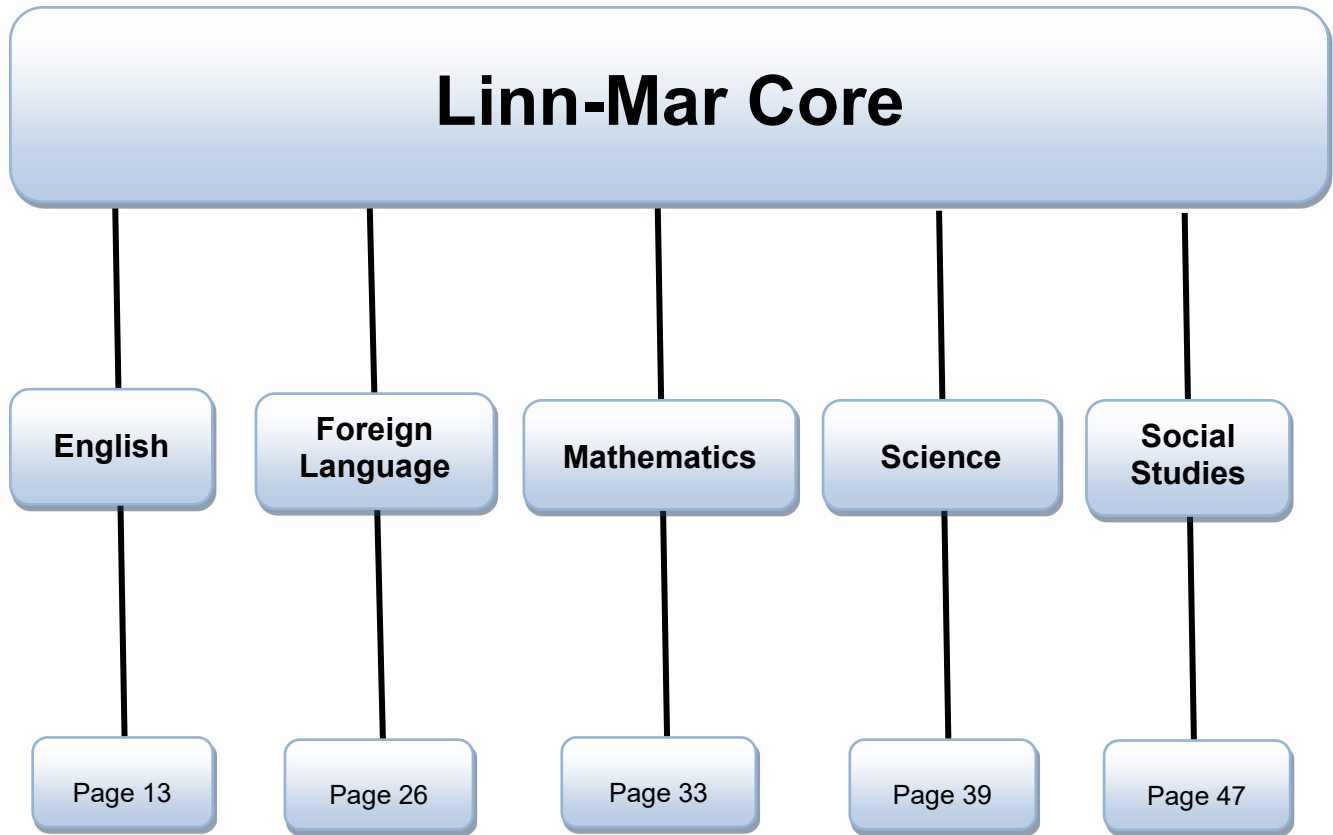 Linn-Mar Core
English
Foreign
Language
Mathematics
Science
Social
Studies
Page 13
Page 26
Page 33
Page 39
Page 47